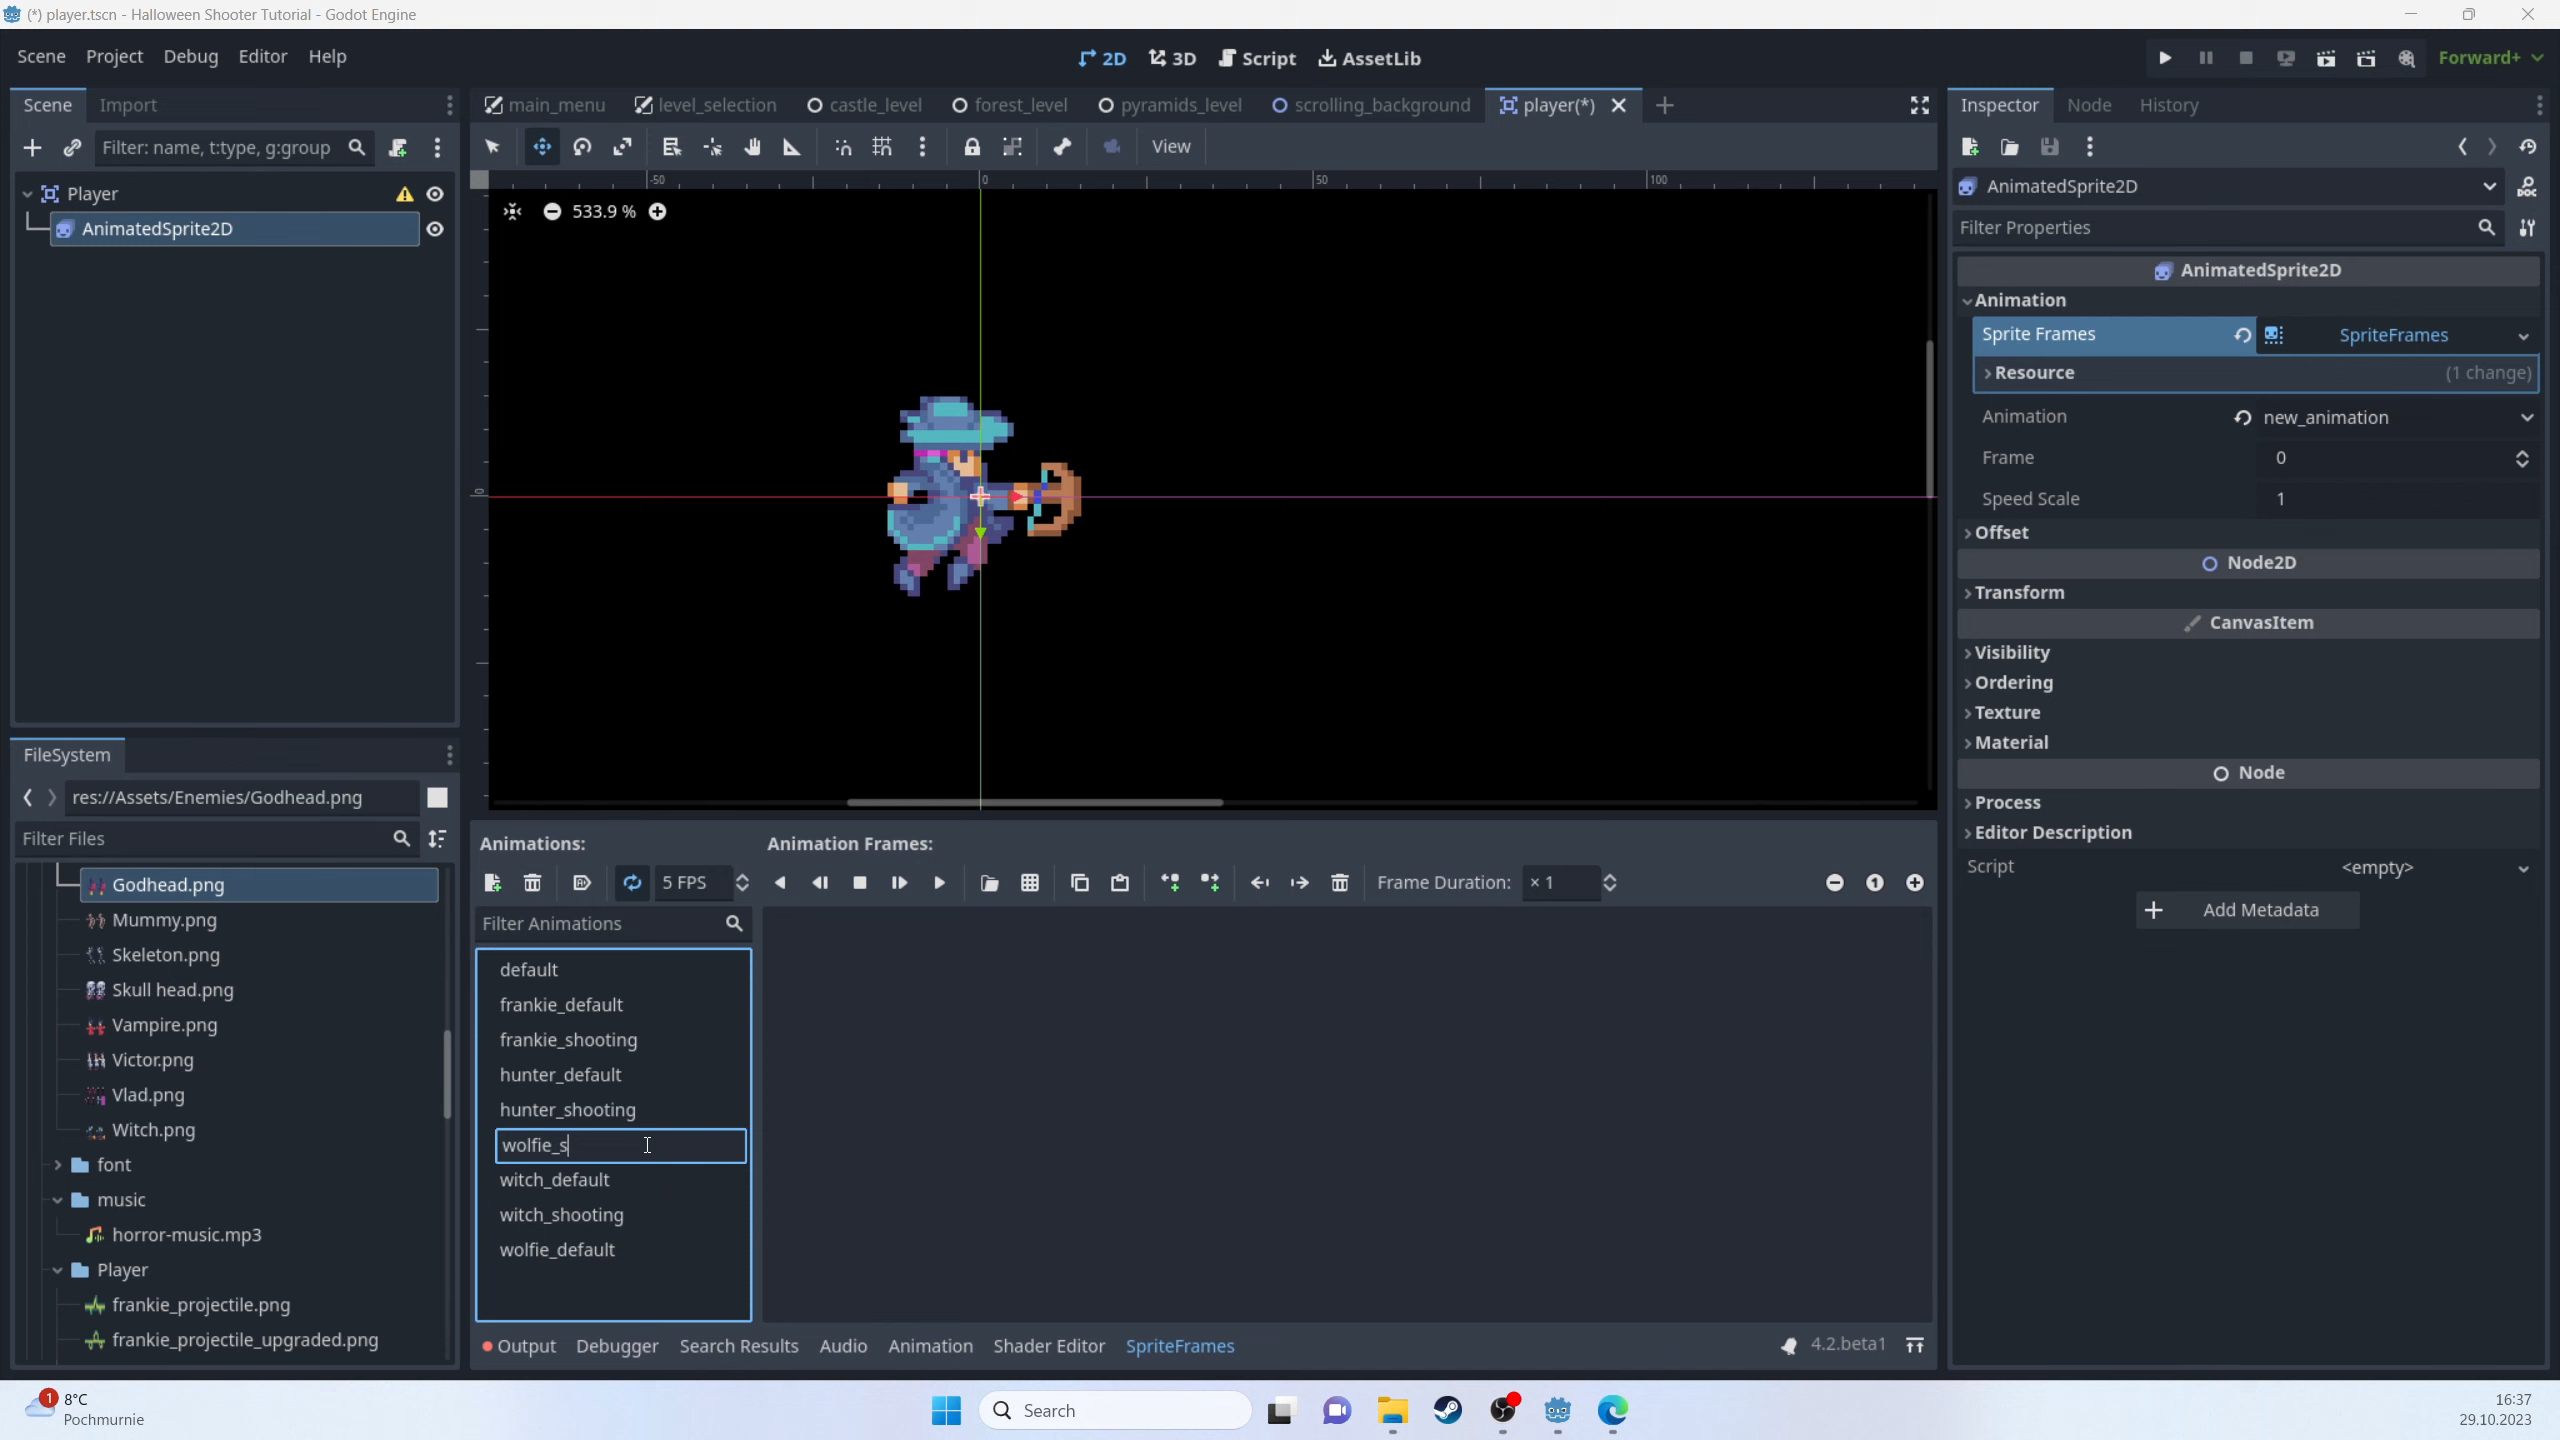 (*) player.tscn - Halloween Shooter Tutorial - Godot Engine
Scene Project Debug Editor Help
2D 3D Script AssetLib
Forward+
Scene Import
Filter: name, t:type, g:group
Player
AnimatedSprite2D
main_menu level_selection castle_level forest_level pyramids_level scrolling_background player(*)
View
-50 0 50 100
0
533.9 %
Inspector Node History
AnimatedSprite2D
Filter Properties
AnimatedSprite2D
Animation
Sprite Frames SpriteFrames
Resource (1 change)
Animation new_animation
Frame 0
Speed Scale 1
Offset
Node2D
Transform
CanvasItem
Visibility
Ordering
Texture
Material
Node
Process
Editor Description
Script <empty>
Add Metadata
FileSystem
res://Assets/Enemies/Godhead.png
Filter Files
Godhead.png
Mummy.png
Skeleton.png
Skull head.png
Vampire.png
Victor.png
Vlad.png
Witch.png
font
music
horror-music.mp3
Player
frankie_projectile.png
frankie_projectile_upgraded.png
Animations: Animation Frames:
5 FPS
Frame Duration: × 1
1
Filter Animations
default
frankie_default
frankie_shooting
hunter_default
hunter_shooting
wolfie_s
witch_default
witch_shooting
wolfie_default
Output Debugger Search Results Audio Animation Shader Editor SpriteFrames
4.2.beta1
1
8°C
Pochmurnie
Search
16:37
29.10.2023